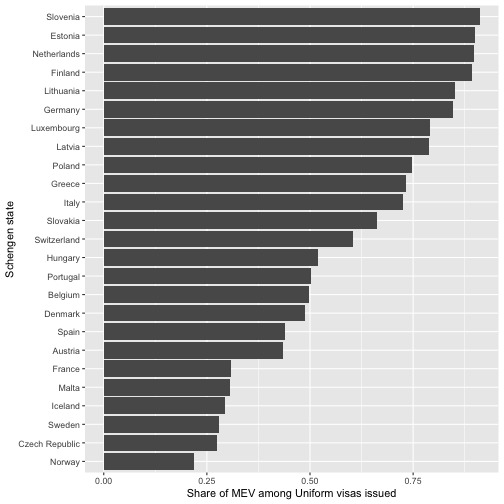 Slovenia
Estonia
Netherlands
Finland
Lithuania
Germany
Luxembourg
Latvia
Poland
Greece
Italy
Slovakia
Switzerland
Hungary
Portugal
Belgium
Denmark
Spain
Austria
France
Malta
Iceland
Sweden
Czech Republic
Norway
Schengen state
0.00 0.25 0.50 0.75
Share of MEV among Uniform visas issued